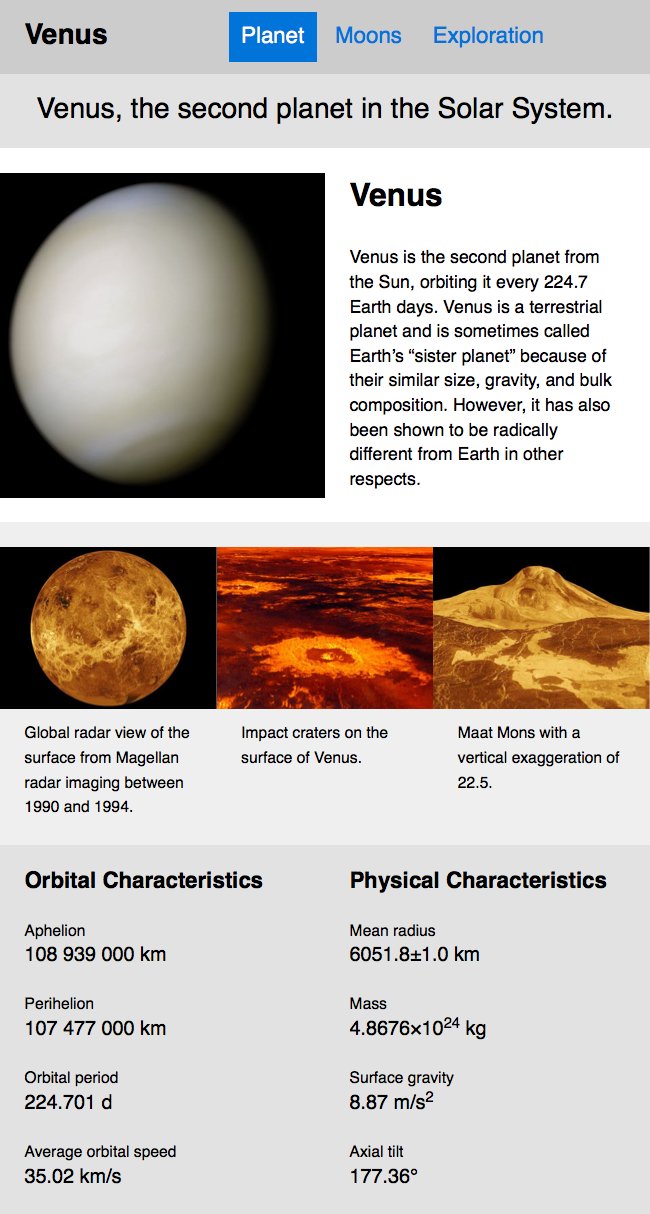 Venus
Planet Moons Exploration
Venus, the second planet in the Solar System.
Venus
Venus is the second planet from
the Sun, orbiting it every 224.7
Earth days. Venus is a terrestrial
planet and is sometimes called
Earth’s “sister planet” because of
their similar size, gravity, and bulk
composition. However, it has also
been shown to be radically
different from Earth in other
respects.
Global radar view of the
surface from Magellan
radar imaging between
1990 and 1994.
Impact craters on the
surface of Venus.
Maat Mons with a
vertical exaggeration of
22.5.
Orbital Characteristics
Aphelion
108 939 000 km
Perihelion
107 477 000 km
Orbital period
224.701 d
Average orbital speed
35.02 km/s
Physical Characteristics
Mean radius
6051.8±1.0 km
Mass
4.8676×10²⁴ kg
Surface gravity
8.87 m/s²
Axial tilt
177.36°